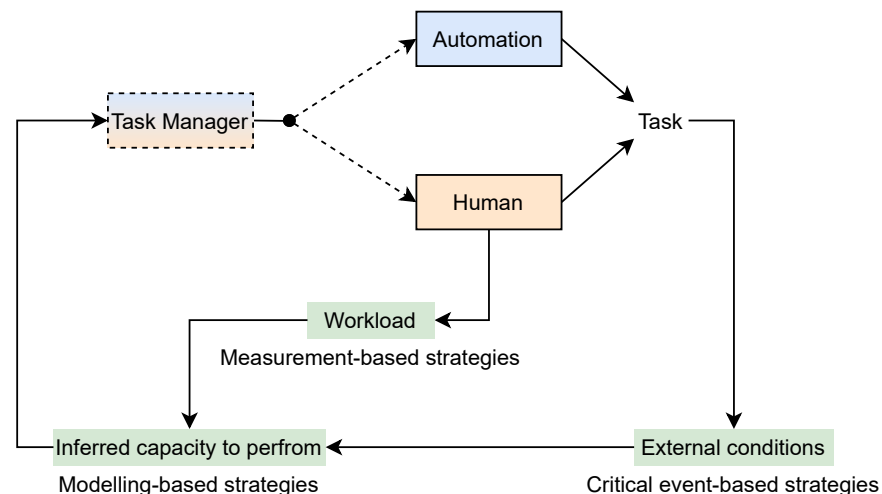 Automation
Task Manager
Task
Human
Workload
Measurement-based strategies
Inferred capacity to perfrom
External conditions
Modelling-based strategies
Critical event-based strategies